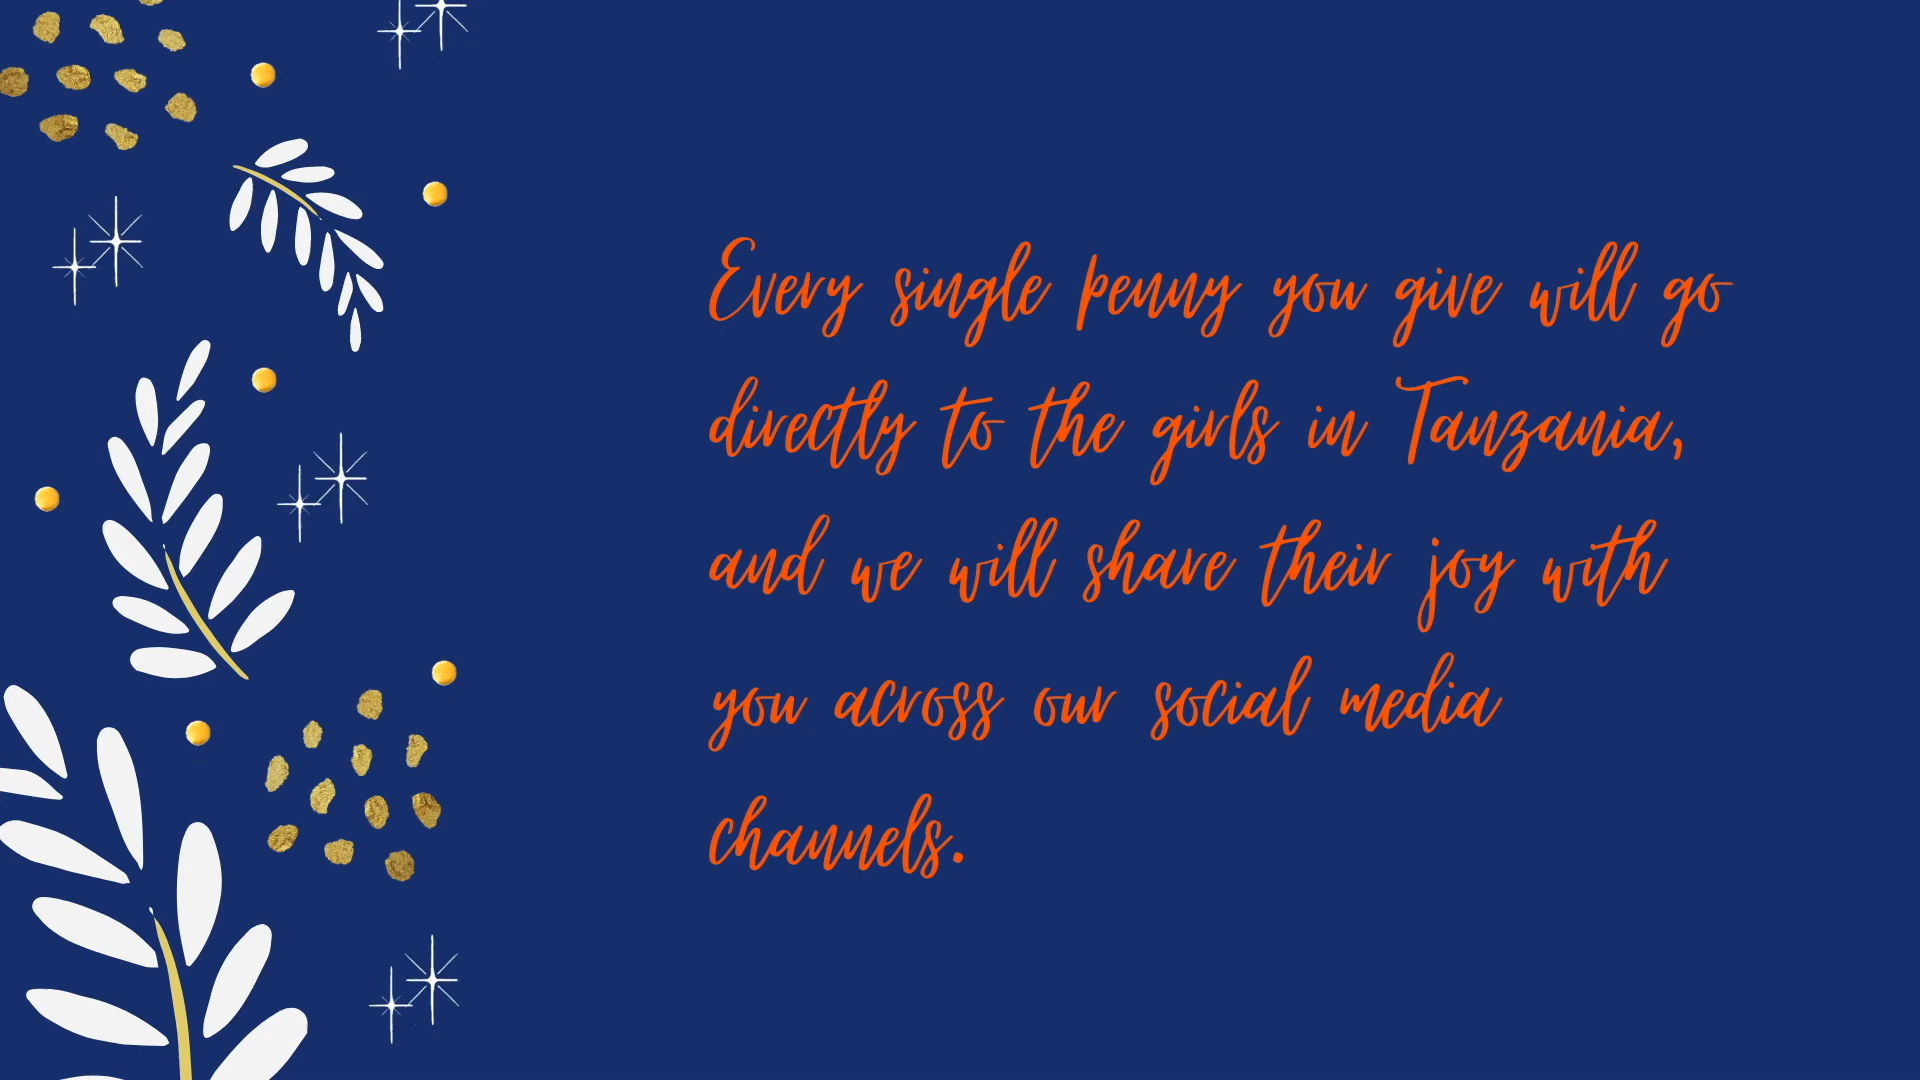 Every single penny you give will go
directly to the girls in Tanzania,
and we will share their joy with
you across our social media
channels.